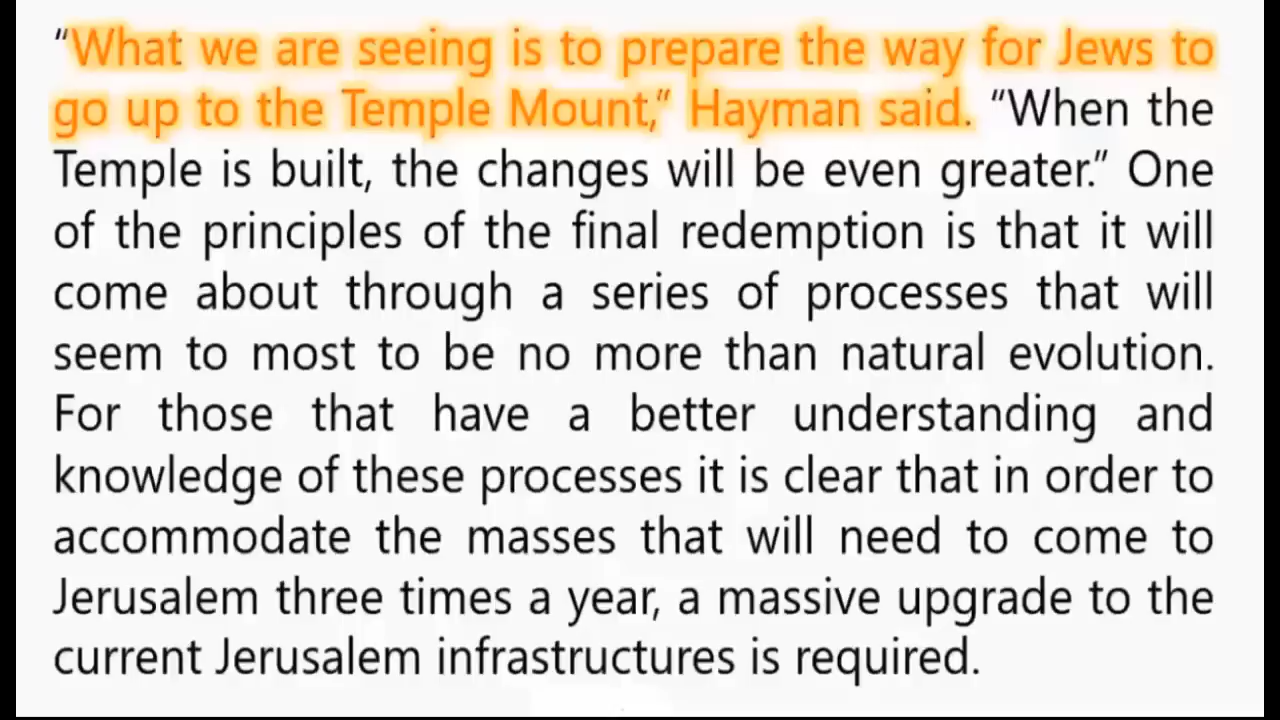 “What we are seeing is to prepare the way for Jews to
go up to the Temple Mount,” Hayman said. “When the
Temple is built, the changes will be even greater.” One
of the principles of the final redemption is that it will
come about through a series of processes that will
seem to most to be no more than natural evolution.
For those that have a better understanding and
knowledge of these processes it is clear that in order to
accommodate the masses that will need to come to
Jerusalem three times a year, a massive upgrade to the
current Jerusalem infrastructures is required.